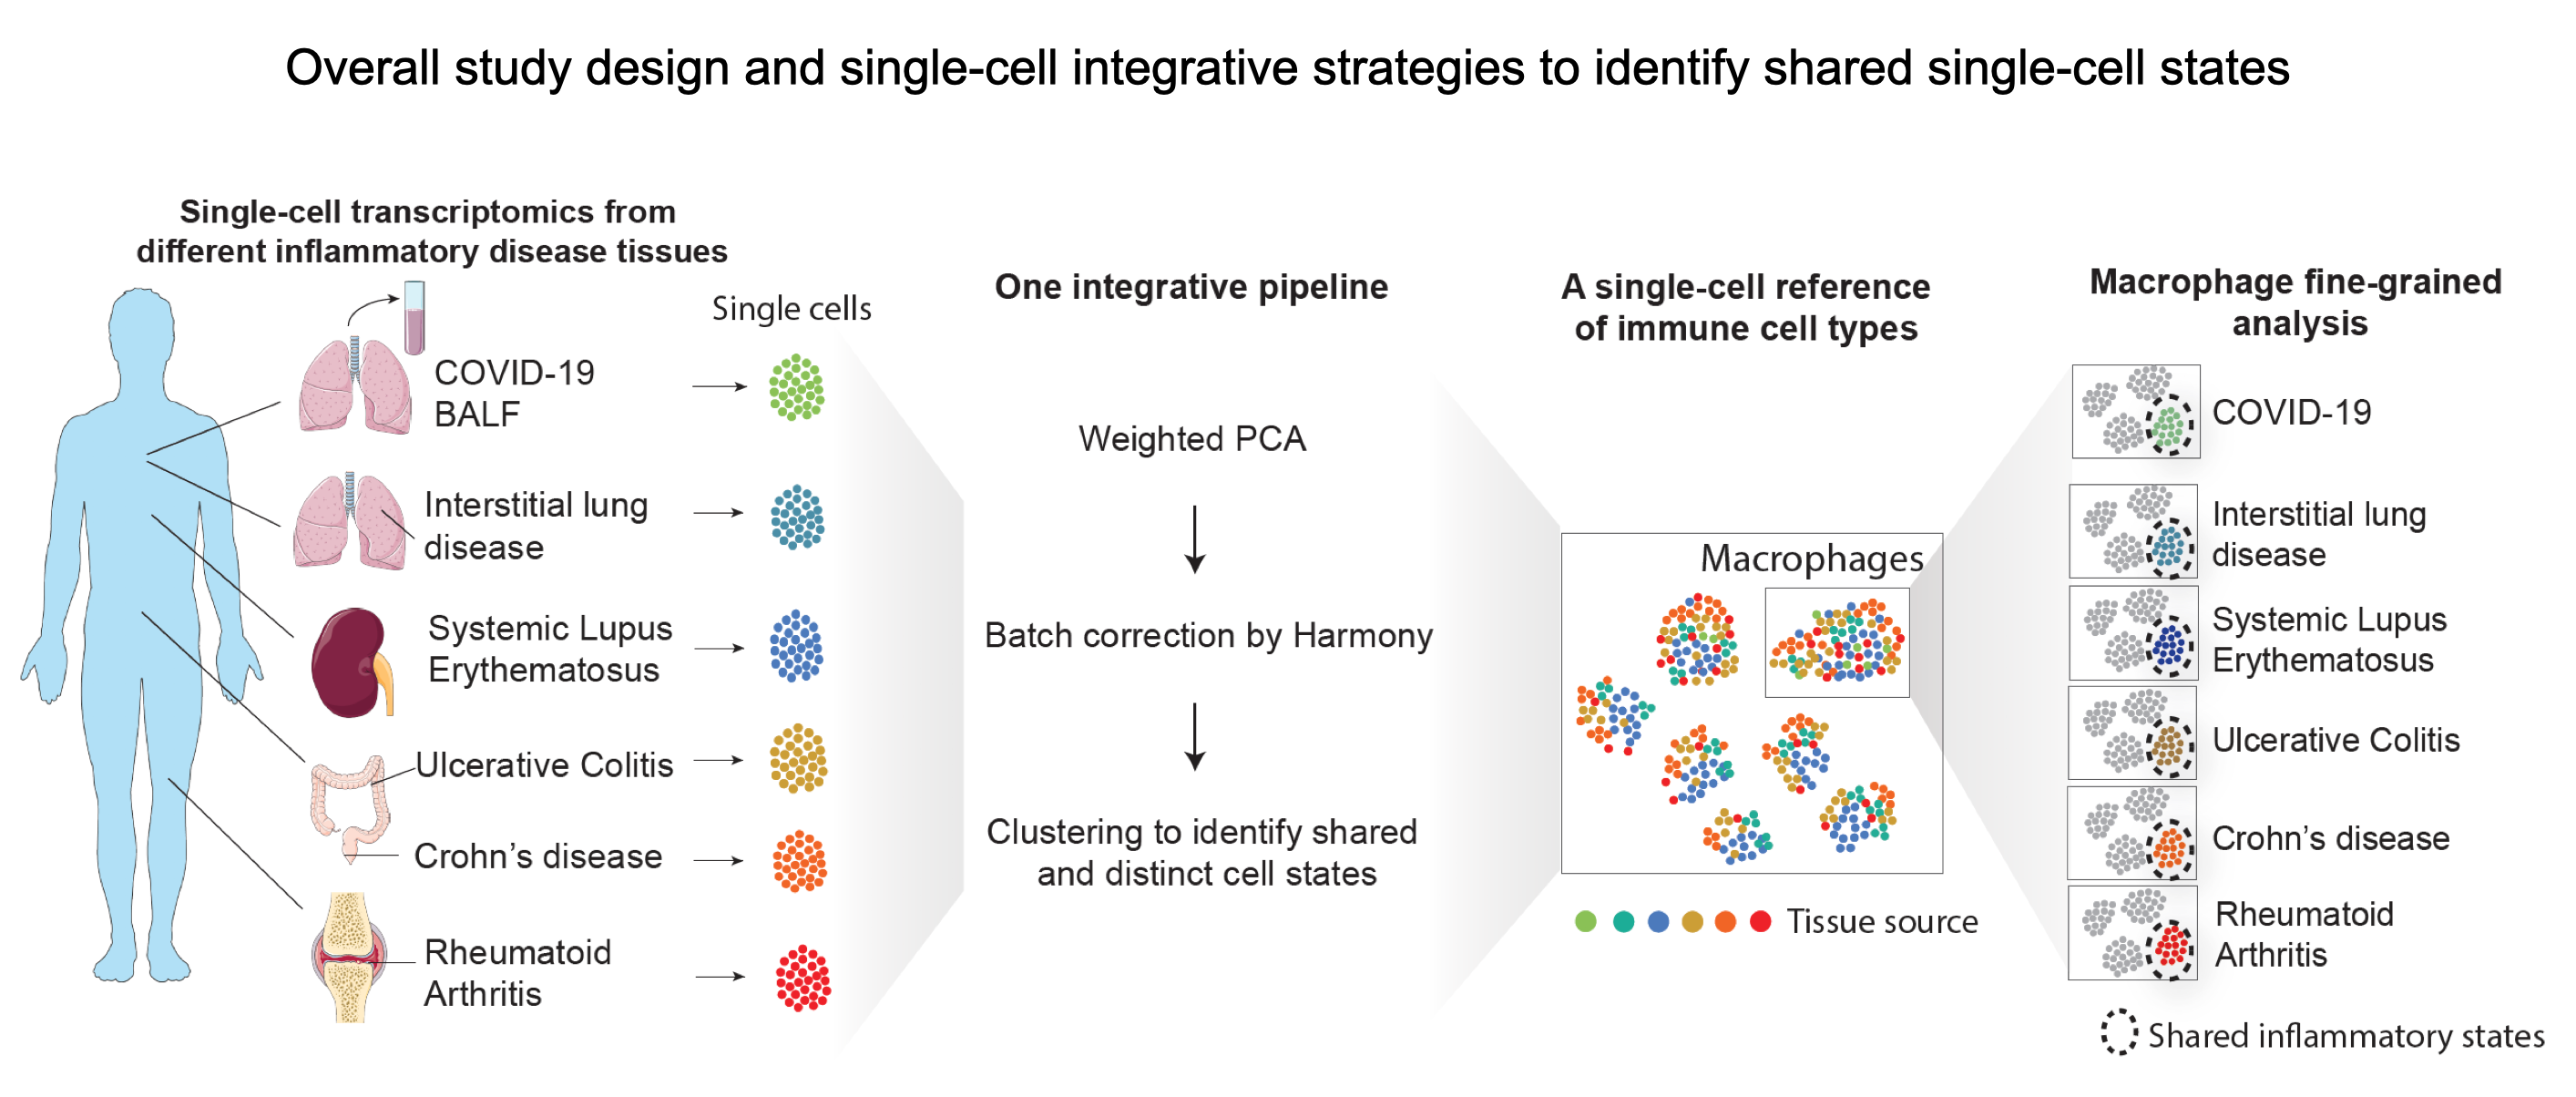 Overall study design and single-cell integrative strategies to identify shared single-cell states
Single-cell transcriptomics from
different inflammatory disease tissues
Single cells
COVID-19
BALF
Interstitial lung
disease
Systemic Lupus
Erythematosus
Ulcerative Colitis
Crohn’s disease
Rheumatoid
Arthritis
One integrative pipeline
Weighted PCA
Batch correction by Harmony
Clustering to identify shared
and distinct cell states
A single-cell reference
of immune cell types
Macrophages
Tissue source
Macrophage fine-grained
analysis
COVID-19
Interstitial lung
disease
Systemic Lupus
Erythematosus
Ulcerative Colitis
Crohn’s disease
Rheumatoid
Arthritis
Shared inflammatory states